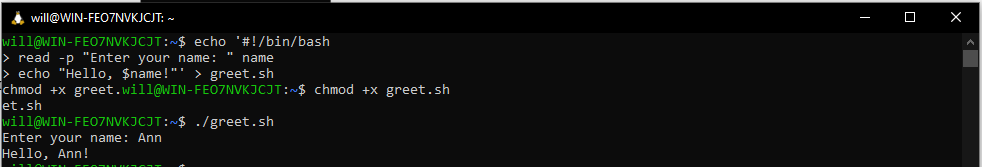 will@WIN-FEO7NVKJCJT: ~
will@WIN-FEO7NVKJCJT:~$ echo '#!/bin/bash
> read -p "Enter your name: " name
> echo "Hello, $name!"' > greet.sh
chmod +x greet.will@WIN-FEO7NVKJCJT:~$ chmod +x greet.sh
et.sh
will@WIN-FEO7NVKJCJT:~$ ./greet.sh
Enter your name: Ann
Hello, Ann!